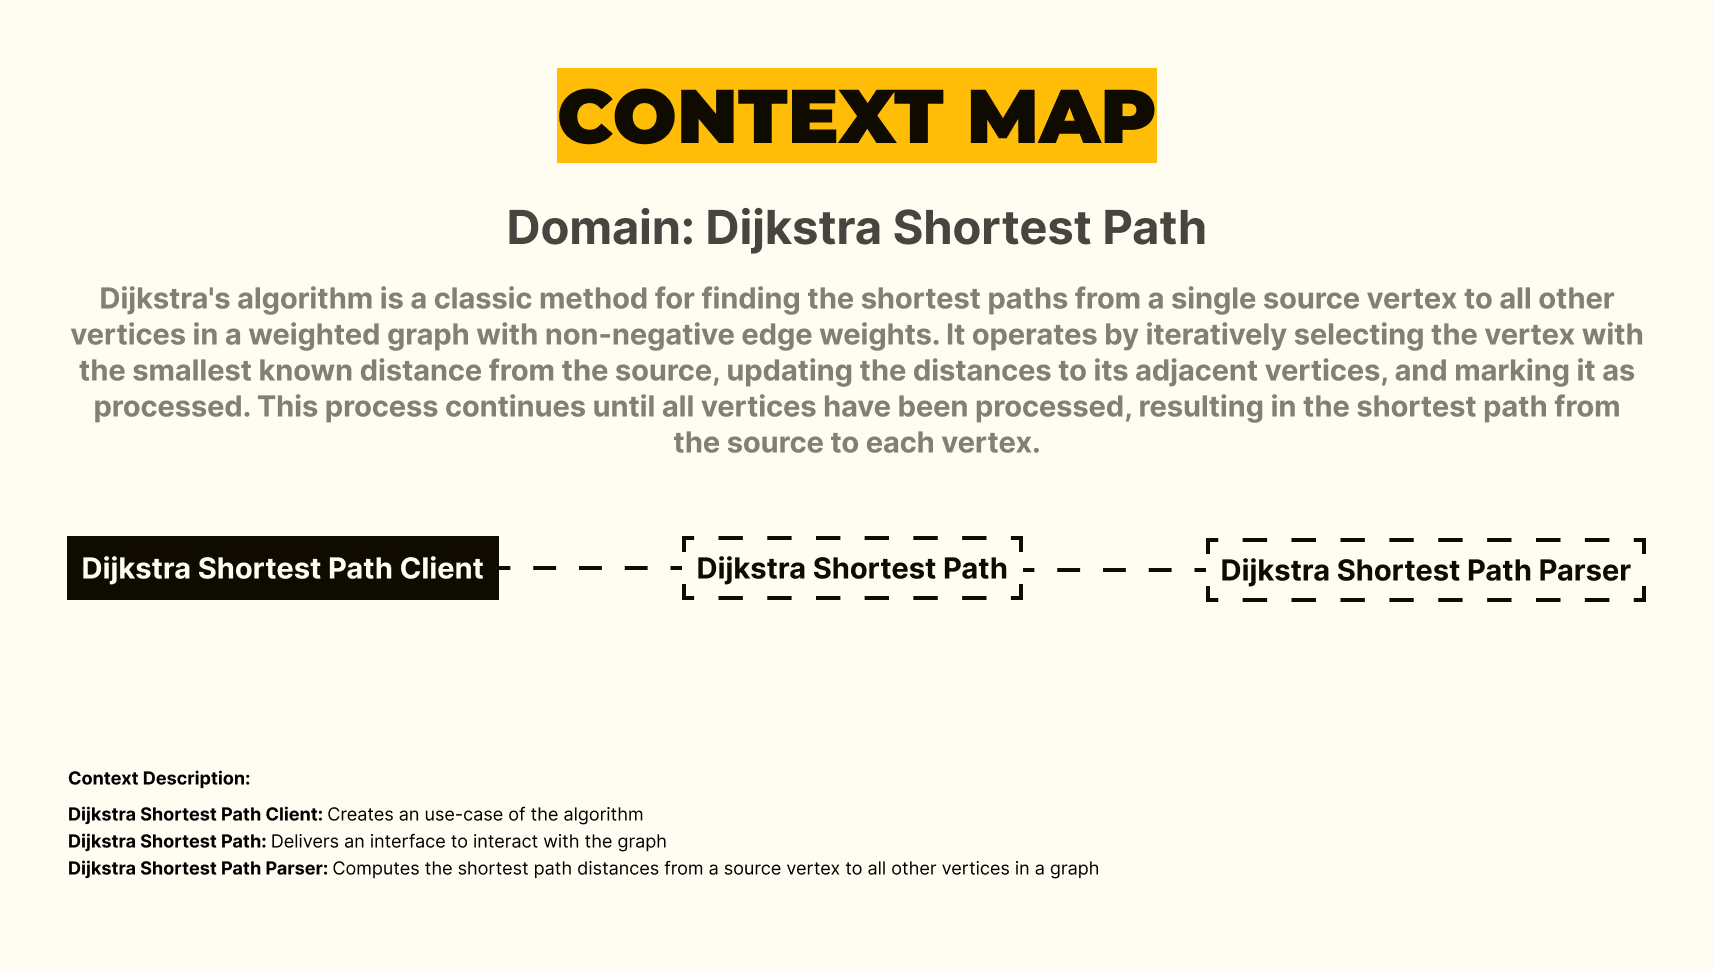 CONTEXT MAP
Domain: Dijkstra Shortest Path
Dijkstra's algorithm is a classic method for finding the shortest paths from a single source vertex to all other
vertices in a weighted graph with non-negative edge weights. It operates by iteratively selecting the vertex with
the smallest known distance from the source, updating the distances to its adjacent vertices, and marking it as
processed. This process continues until all vertices have been processed, resulting in the shortest path from
the source to each vertex.
Dijkstra Shortest Path Client
Dijkstra Shortest Path
Dijkstra Shortest Path Parser
Context Description:
Dijkstra Shortest Path Client: Creates an use-case of the algorithm
Dijkstra Shortest Path: Delivers an interface to interact with the graph
Dijkstra Shortest Path Parser: Computes the shortest path distances from a source vertex to all other vertices in a graph